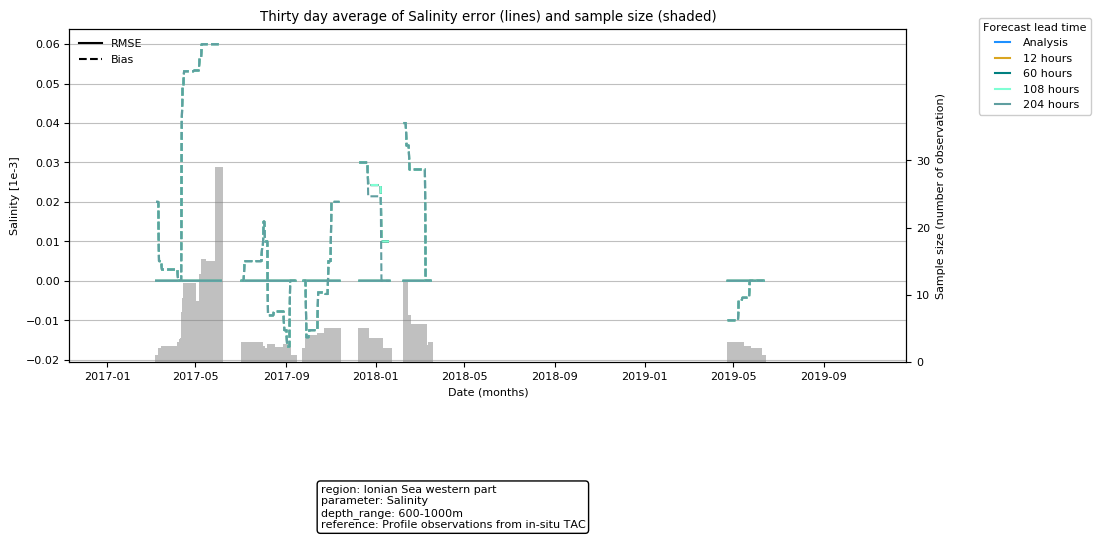 Thirty day average of Salinity error (lines) and sample size (shaded)
Forecast lead time
Analysis
12 hours
60 hours
108 hours
204 hours
RMSE
Bias
0.06
0.05
0.04
0.03
0.02
0.01
0.00
−0.01
−0.02
Salinity [1e-3]
30
20
10
0
Sample size (number of observation)
2017-01 2017-05 2017-09 2018-01 2018-05 2018-09 2019-01 2019-05 2019-09
Date (months)
region: Ionian Sea western part
parameter: Salinity
depth_range: 600-1000m
reference: Profile observations from in-situ TAC